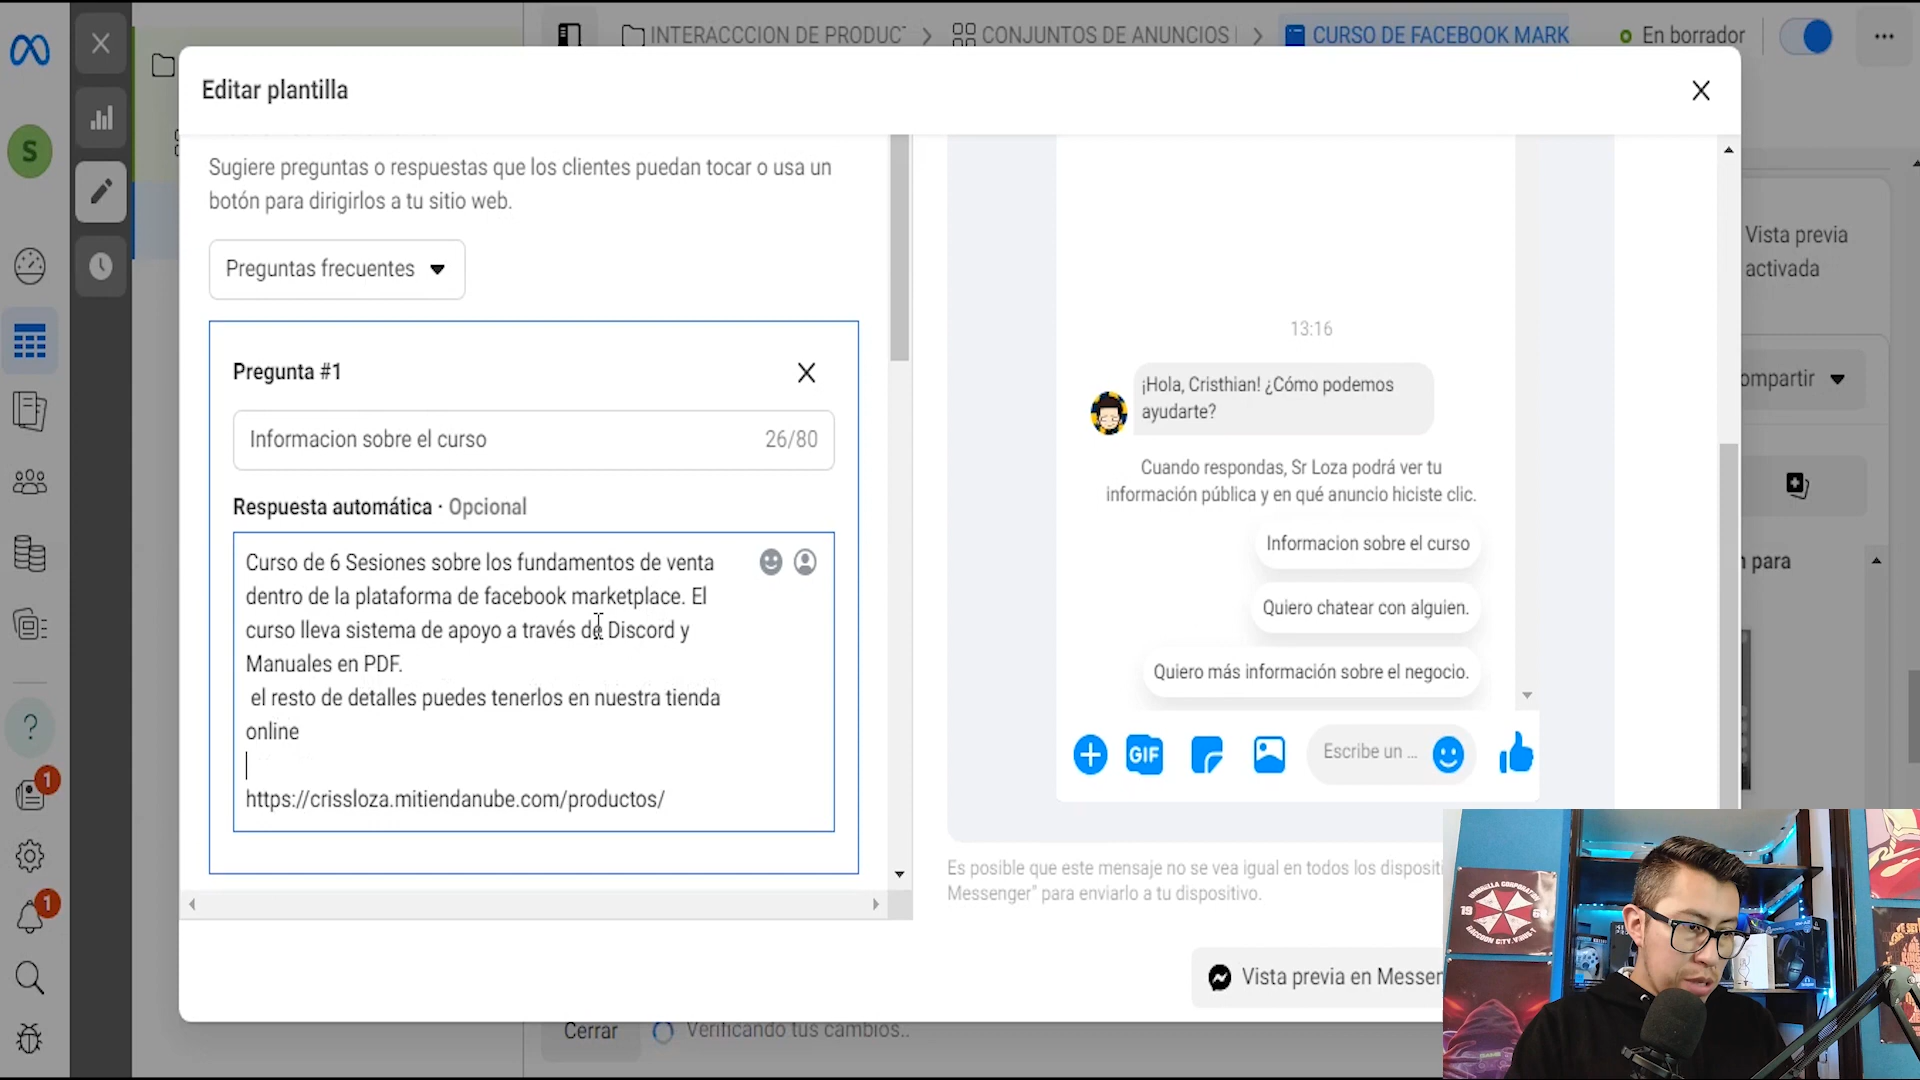 INTERACCCION DE PRODUC
CONJUNTOS DE ANUNCIOS
CURSO DE FACEBOOK MARK
En borrador
S
Editar plantilla
Sugiere preguntas o respuestas que los clientes puedan tocar o usa un
botón para dirigirlos a tu sitio web.
Preguntas frecuentes
Pregunta #1
Informacion sobre el curso
26/80
Respuesta automática · Opcional
Curso de 6 Sesiones sobre los fundamentos de venta
dentro de la plataforma de facebook marketplace. El
curso lleva sistema de apoyo a través de Discord y
Manuales en PDF.
el resto de detalles puedes tenerlos en nuestra tienda
online
https://crissloza.mitiendanube.com/productos/
13:16
¡Hola, Cristhian! ¿Cómo podemos
ayudarte?
Cuando respondas, Sr Loza podrá ver tu
información pública y en qué anuncio hiciste clic.
Informacion sobre el curso
Quiero chatear con alguien.
Quiero más información sobre el negocio.
GIF
Escribe un ...
Es posible que este mensaje no se vea igual en todos los dispositi
Messenger" para enviarlo a tu dispositivo.
Vista previa en Messen
Vista previa
activada
ompartir
para
?
1
1
Cerrar
Verificando tus cambios..
UMBRELLA CORPORATION
19
RACCOON CITY